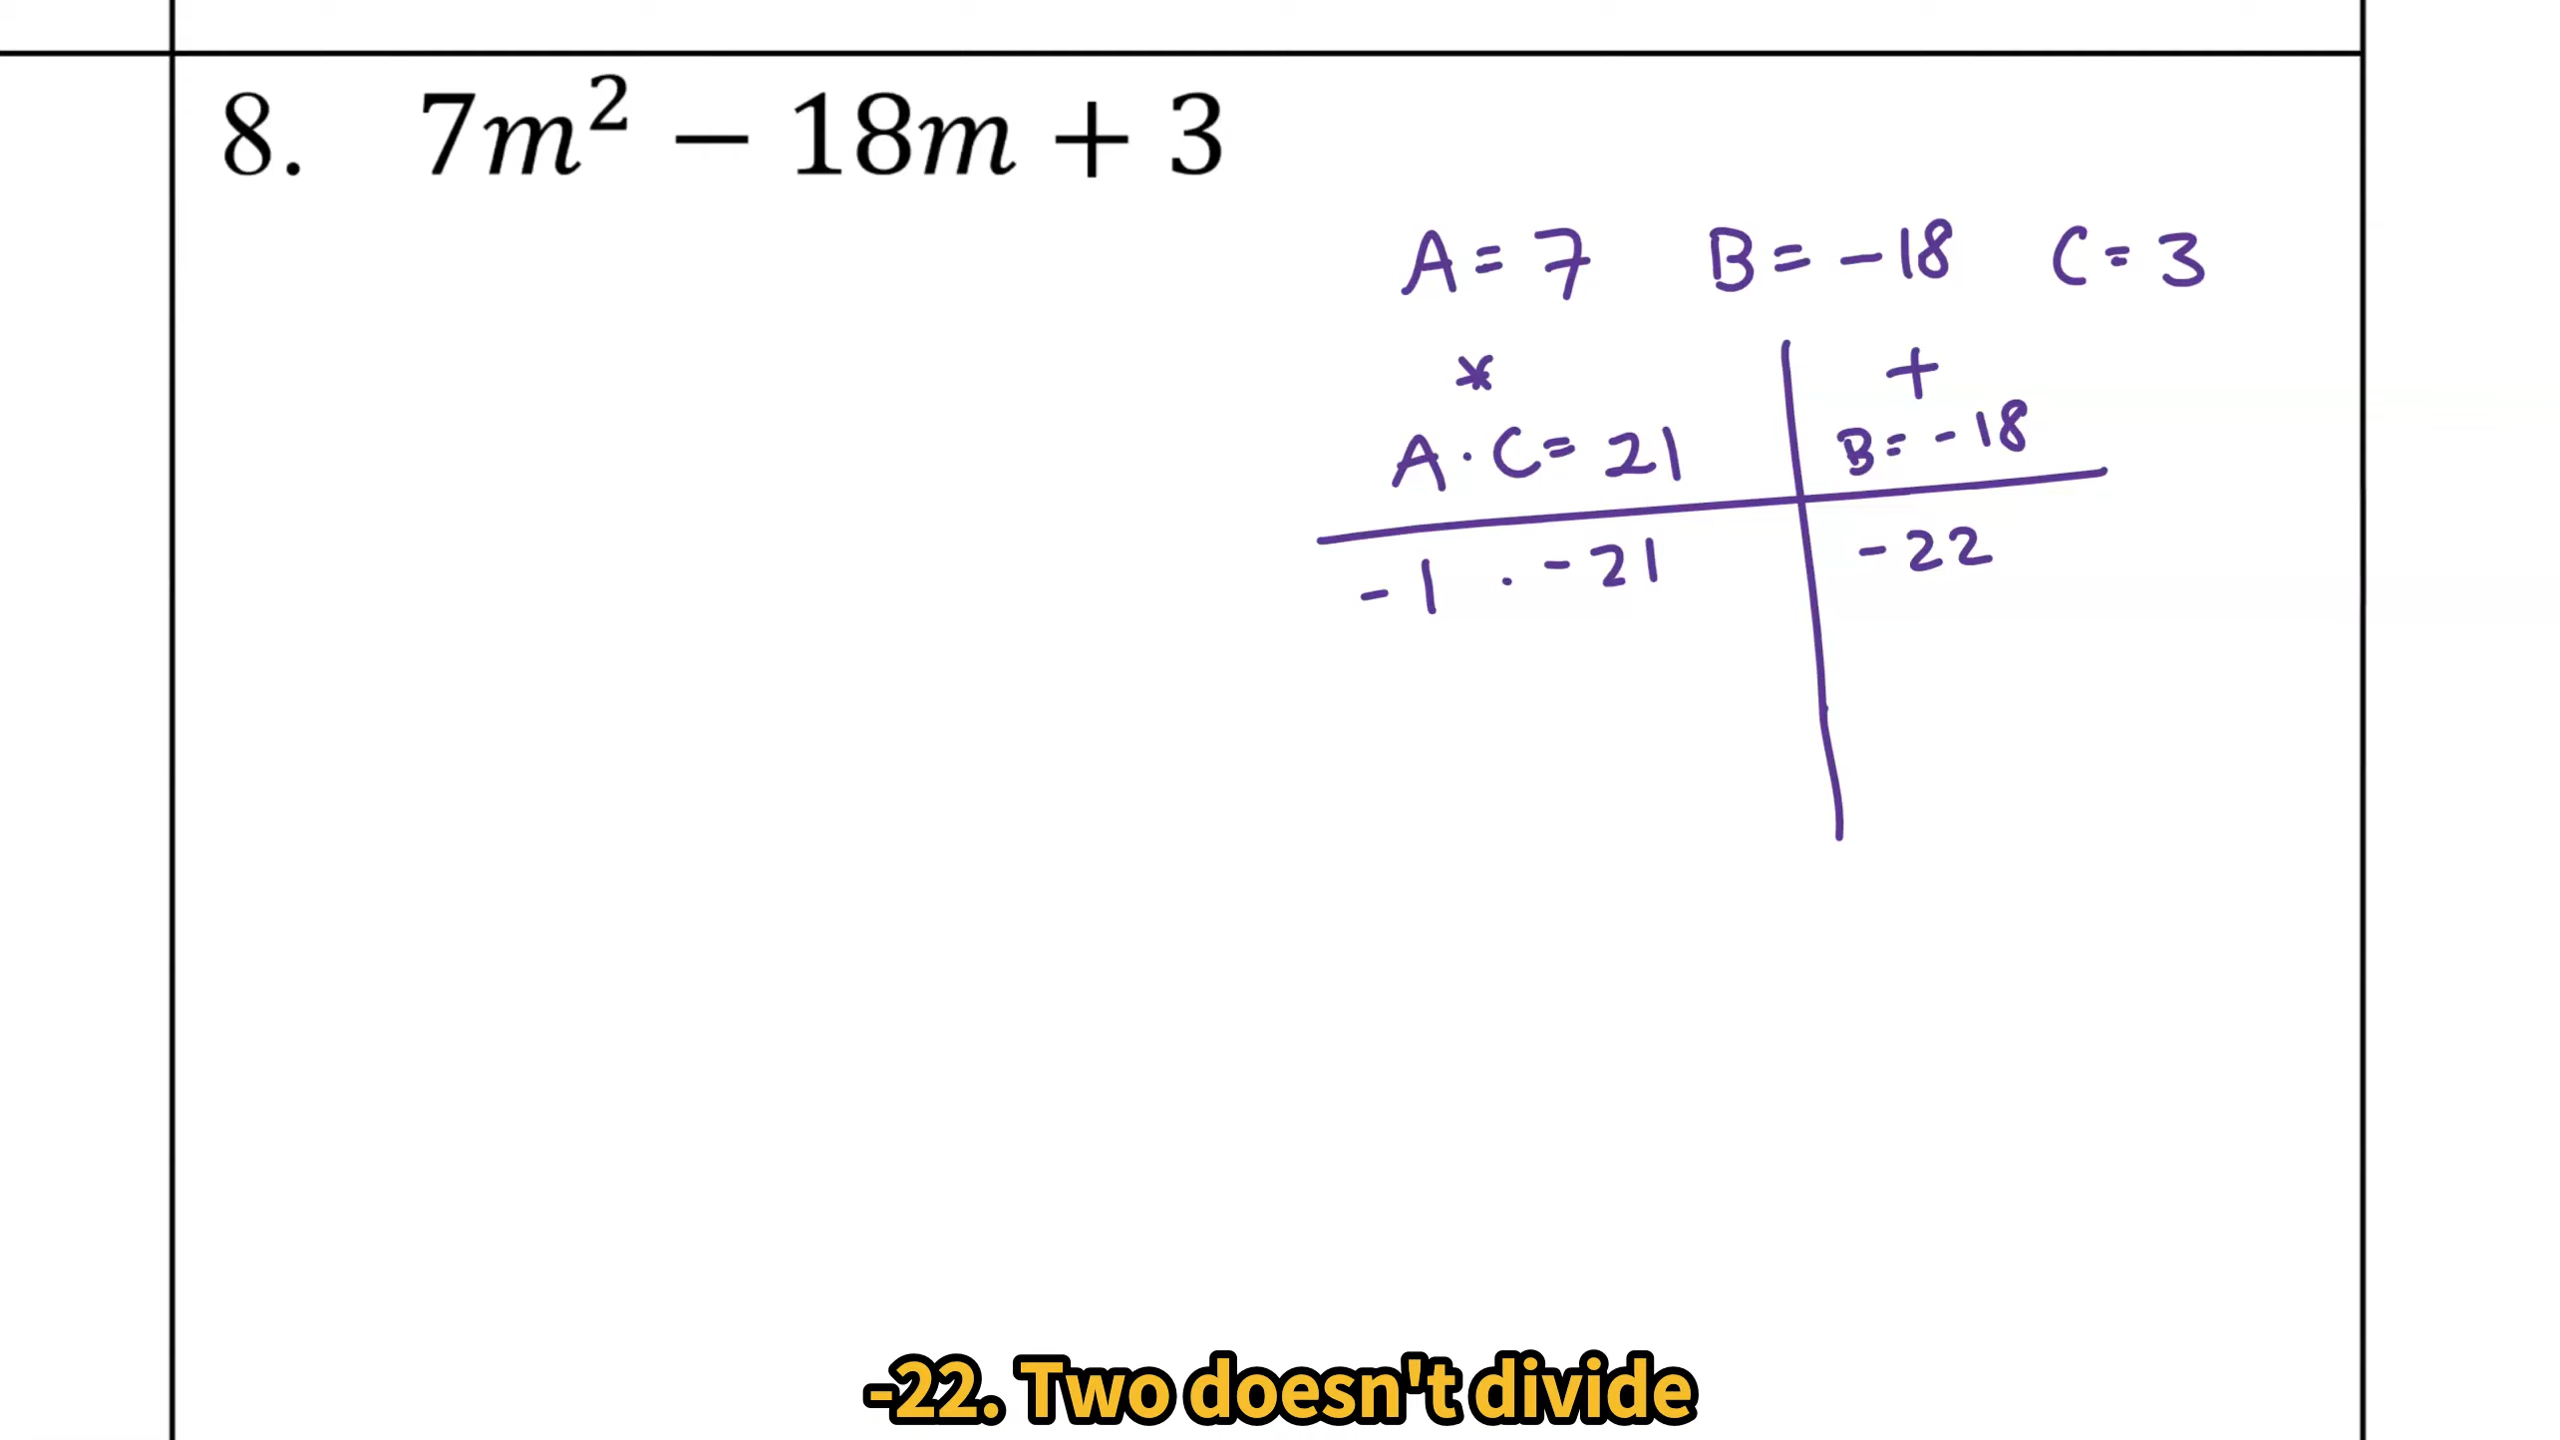 8. 7m² − 18m + 3
A = 7 B = -18 C = 3
* +
A · C = 21 B = -18
-1 · -21 -22
-22. Two doesn't divide